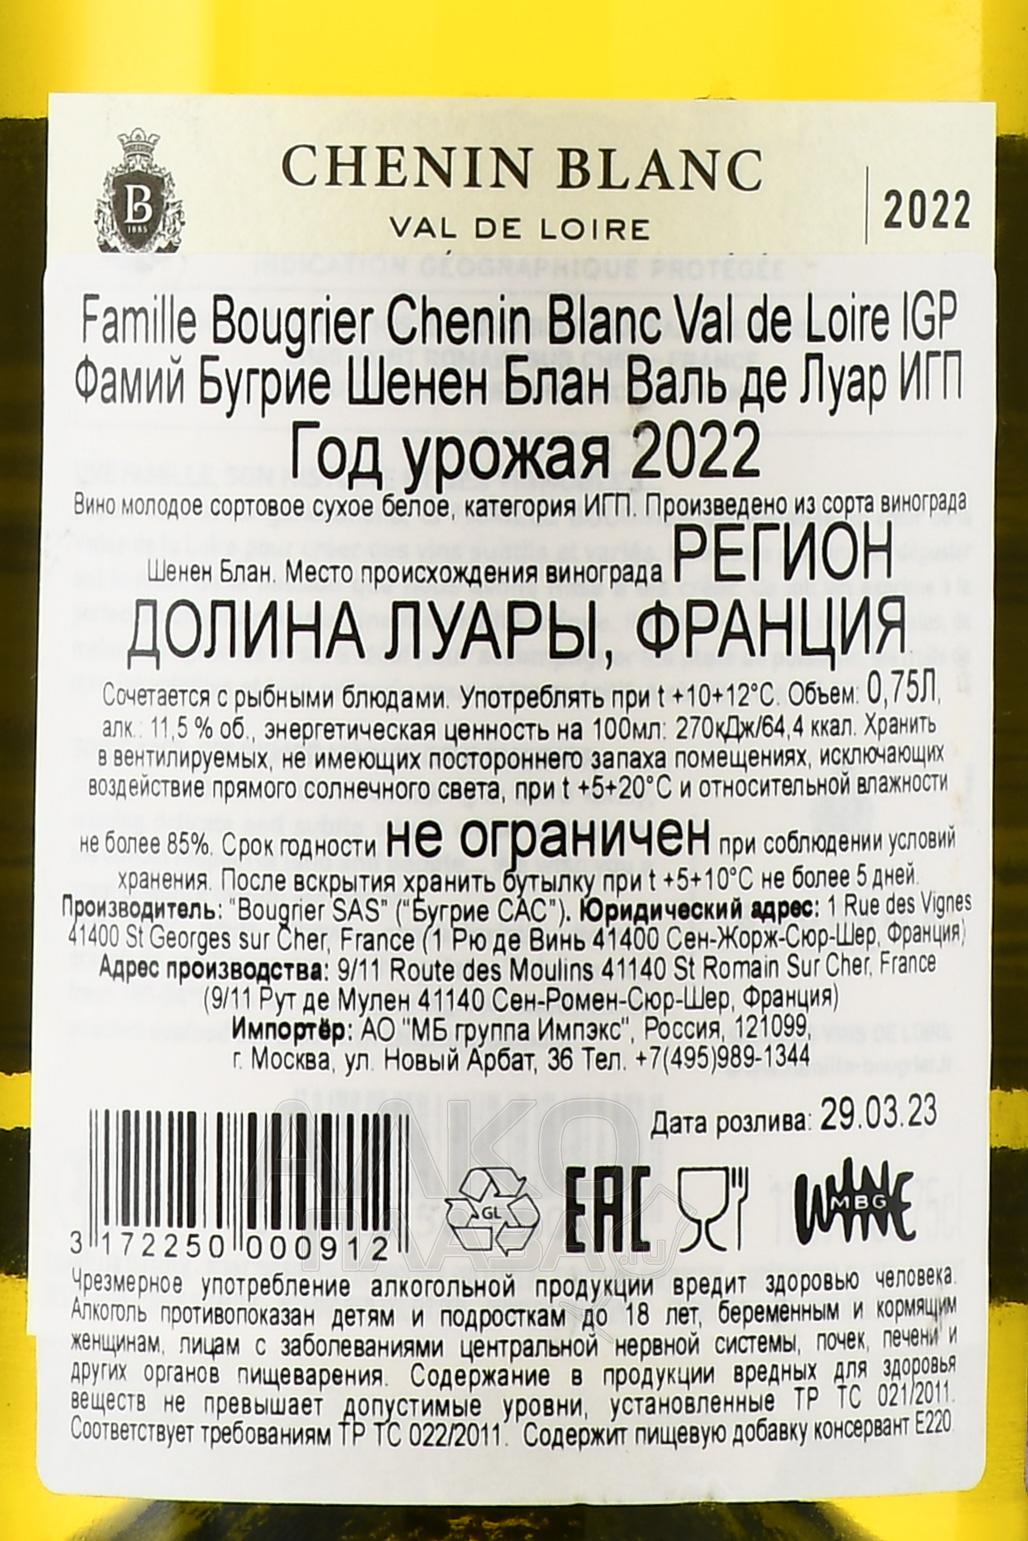 B
1885
CHENIN BLANC
VAL DE LOIRE
2022
INDICATION GÉOGRAPHIQUE PROTÉGÉE
Famille Bougrier Chenin Blanc Val de Loire IGP
Фамий Бугрие Шенен Блан Валь де Луар ИГП
Год урожая 2022
Вино молодое сортовое сухое белое, категория ИГП. Произведено из сорта винограда
Шенен Блан. Место происхождения винограда РЕГИОН
ДОЛИНА ЛУАРЫ, ФРАНЦИЯ
Сочетается с рыбными блюдами. Употреблять при t +10+12°С. Объем: 0,75Л,
алк.: 11,5 % об., энергетическая ценность на 100мл: 270кДж/64,4 ккал. Хранить
в вентилируемых, не имеющих постороннего запаха помещениях, исключающих
воздействие прямого солнечного света, при t +5+20°С и относительной влажности
не более 85%. Срок годности не ограничен при соблюдении условий
хранения. После вскрытия хранить бутылку при t +5+10°С не более 5 дней.
Производитель: "Bougrier SAS" ("Бугрие САС"). Юридический адрес: 1 Rue des Vignes
41400 St Georges sur Cher, France (1 Рю де Винь 41400 Сен-Жорж-Сюр-Шер, Франция)
Адрес производства: 9/11 Route des Moulins 41140 St Romain Sur Cher, France
(9/11 Рут де Мулен 41140 Сен-Ромен-Сюр-Шер, Франция)
Импортёр: АО "МБ группа Импэкс", Россия, 121099,
г. Москва, ул. Новый Арбат, 36 Тел. +7(495)989-1344
Дата розлива: 29.03.23
3 172250 000912
GL
EAC
WINE
MBG
АЛКО
ПЛАЗА.ru
Чрезмерное употребление алкогольной продукции вредит здоровью человека.
Алкоголь противопоказан детям и подросткам до 18 лет, беременным и кормящим
женщинам, лицам с заболеваниями центральной нервной системы, почек, печени и
других органов пищеварения. Содержание в продукции вредных для здоровья
веществ не превышает допустимые уровни, установленные ТР ТС 021/2011.
Соответствует требованиям ТР ТС 022/2011. Содержит пищевую добавку консервант Е220.